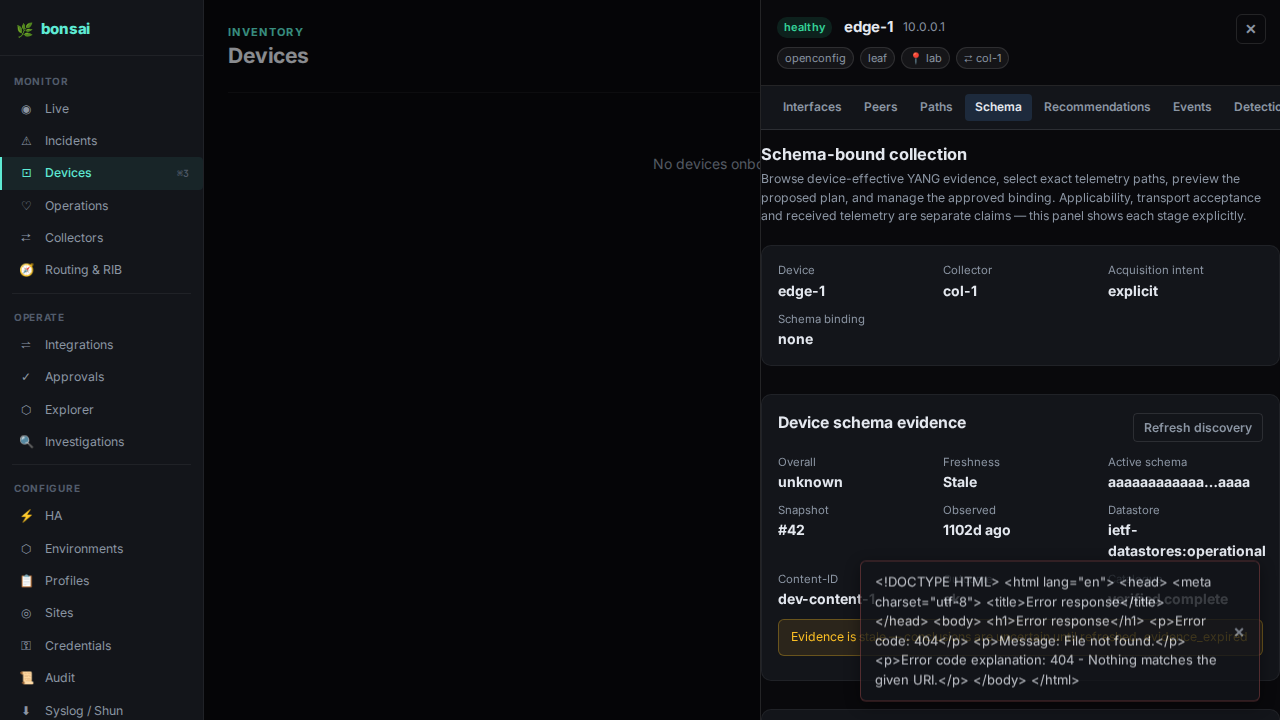 bonsai
MONITOR
Live
Incidents
Devices ⌘3
Operations
Collectors
Routing & RIB
OPERATE
Integrations
Approvals
Explorer
Investigations
CONFIGURE
HA
Environments
Profiles
Sites
Credentials
Audit
Syslog / Shun
INVENTORY
Devices
No devices onbo
healthy edge-1 10.0.0.1
openconfig leaf lab col-1
Interfaces Peers Paths Schema Recommendations Events Detectio
Schema-bound collection
Browse device-effective YANG evidence, select exact telemetry paths, preview the
proposed plan, and manage the approved binding. Applicability, transport acceptance
and received telemetry are separate claims — this panel shows each stage explicitly.
Device Collector Acquisition intent
edge-1 col-1 explicit
Schema binding
none
Device schema evidence Refresh discovery
Overall Freshness Active schema
unknown Stale aaaaaaaaaaaa…aaaa
Snapshot Observed Datastore
#42 1102d ago ietf-
datastores:operational
Content-ID
dev-content-1 verified complete
Evidence is stale evidence_expired
<!DOCTYPE HTML> <html lang="en"> <head> <meta
charset="utf-8"> <title>Error response</title>
</head> <body> <h1>Error response</h1> <p>Error
code: 404</p> <p>Message: File not found.</p>
<p>Error code explanation: 404 - Nothing matches the
given URI.</p> </body> </html>